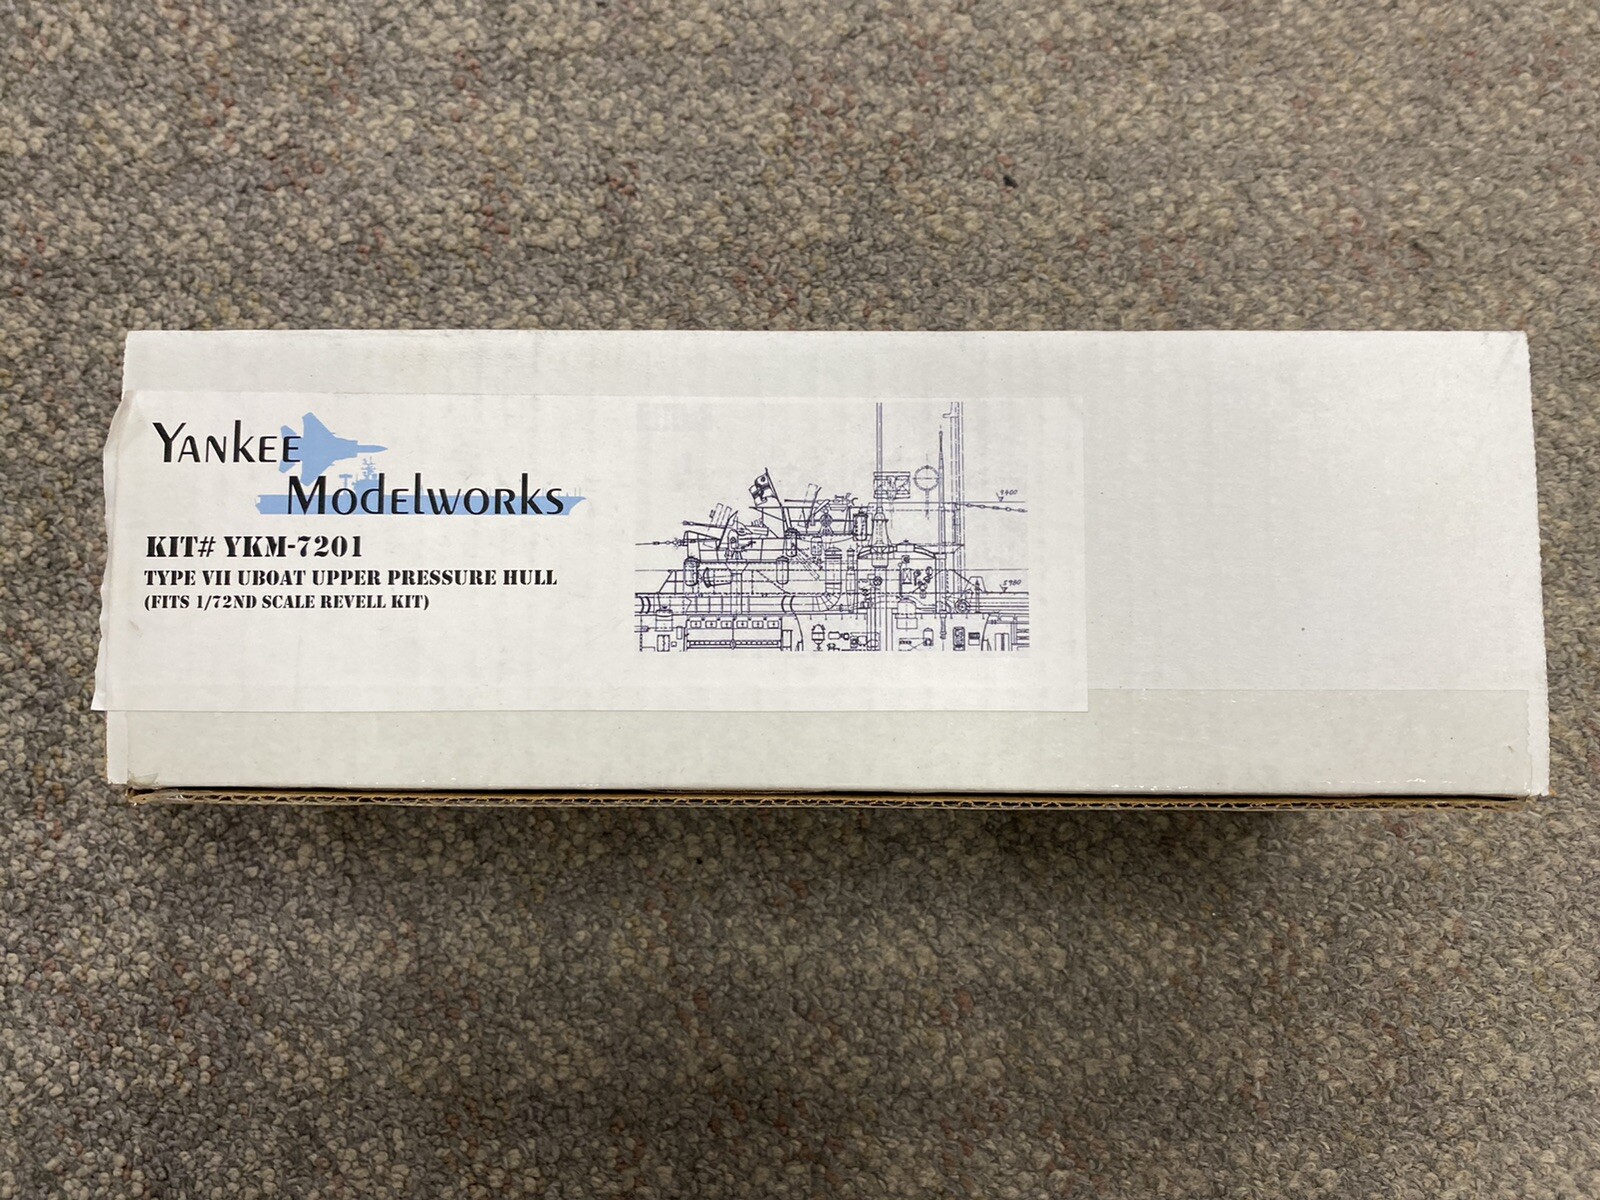 YANKEE
MODELWORKS
KIT# YKM-7201
TYPE VII UBOAT UPPER PRESSURE HULL
(FITS 1/72ND SCALE REVELL KIT)